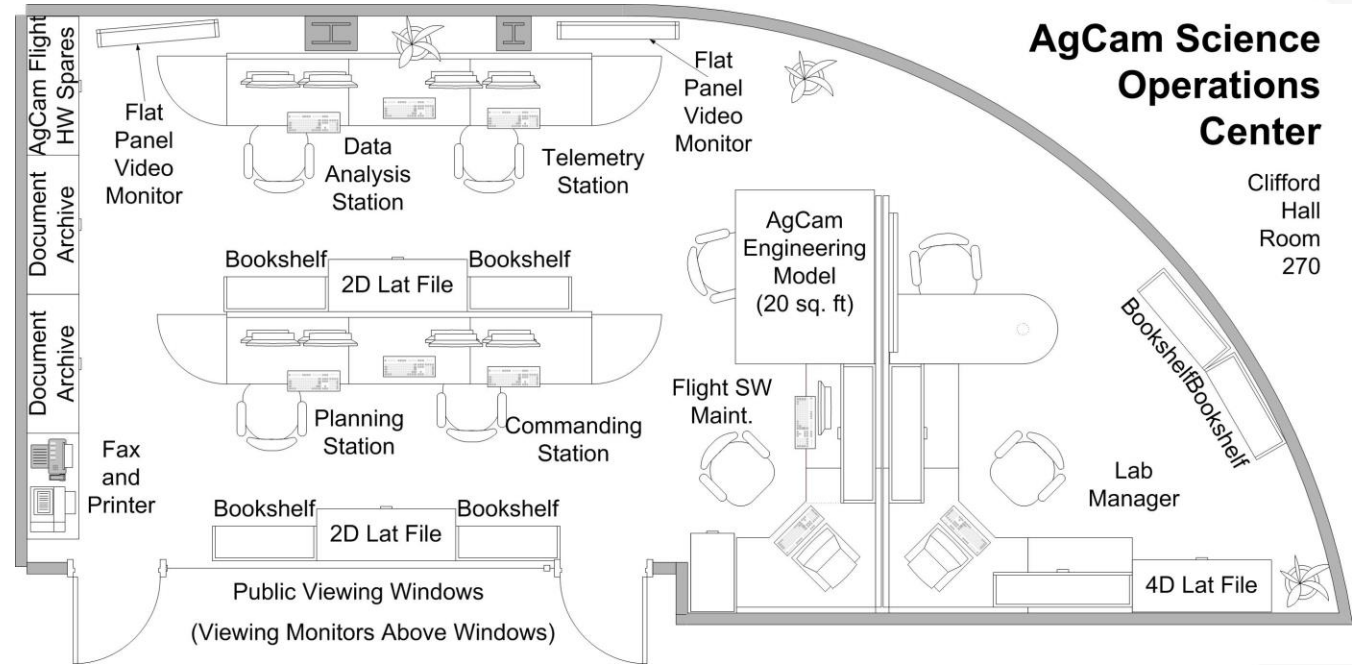 AgCam Science
Operations
Center
Clifford
Hall
Room
270
AgCam Flight
HW Spares
Document
Archive
Document
Archive
Flat
Panel
Video
Monitor
Data
Analysis
Station
Telemetry
Station
Flat
Panel
Video
Monitor
Bookshelf
2D Lat File
Bookshelf
AgCam
Engineering
Model
(20 sq. ft)
Bookshelf
Bookshelf
Planning
Station
Commanding
Station
Flight SW
Maint.
Lab
Manager
Fax
and
Printer
Bookshelf
2D Lat File
Bookshelf
4D Lat File
Public Viewing Windows
(Viewing Monitors Above Windows)